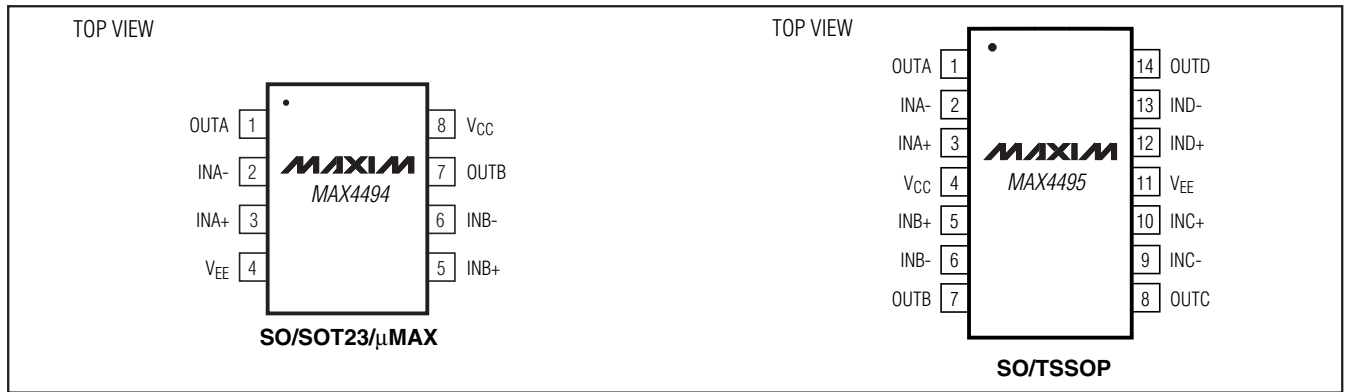 TOP VIEW
OUTA 1
INA- 2
INA+ 3
VEE 4
8 VCC
7 OUTB
6 INB-
5 INB+
MAXIM
MAX4494
SO/SOT23/µMAX
TOP VIEW
OUTA 1
INA- 2
INA+ 3
VCC 4
INB+ 5
INB- 6
OUTB 7
14 OUTD
13 IND-
12 IND+
11 VEE
10 INC+
9 INC-
8 OUTC
MAXIM
MAX4495
SO/TSSOP